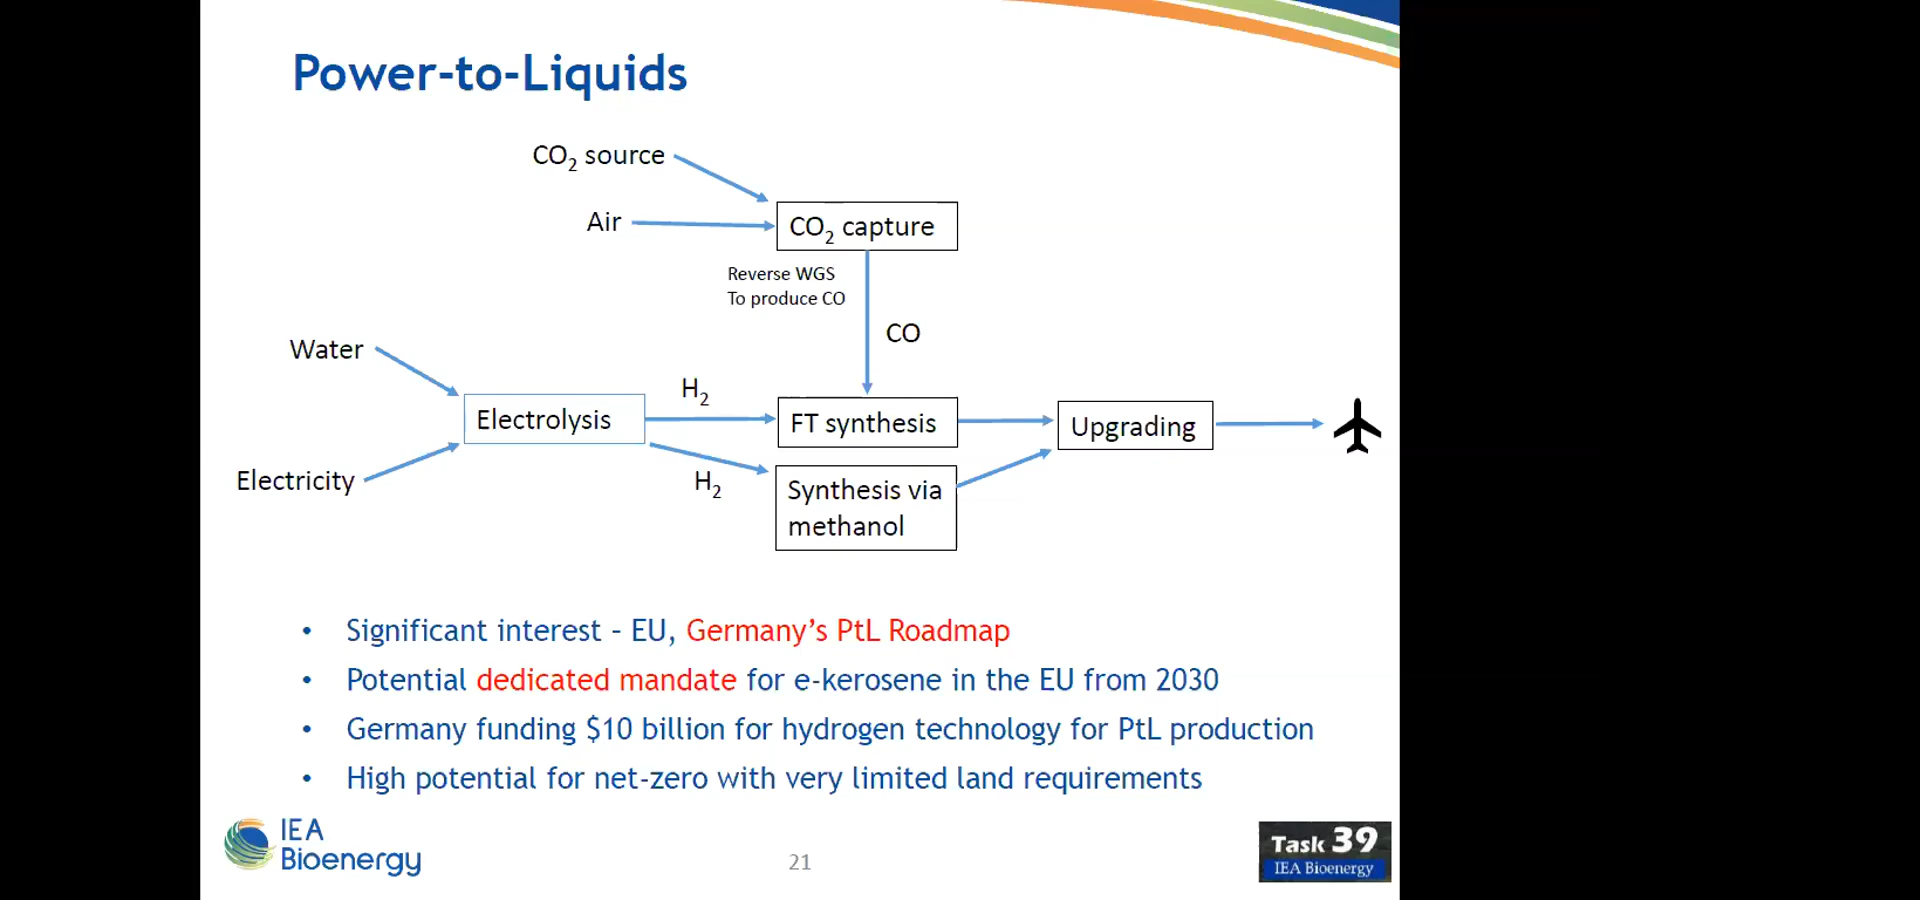 Power-to-Liquids
CO2 source
Air
CO2 capture
Reverse WGS
To produce CO
CO
Water
H2
Electrolysis
FT synthesis
Upgrading
Electricity
H2
Synthesis via
methanol
• Significant interest – EU, Germany's PtL Roadmap
• Potential dedicated mandate for e-kerosene in the EU from 2030
• Germany funding $10 billion for hydrogen technology for PtL production
• High potential for net-zero with very limited land requirements
IEA
Bioenergy
21
Task 39
IEA Bioenergy